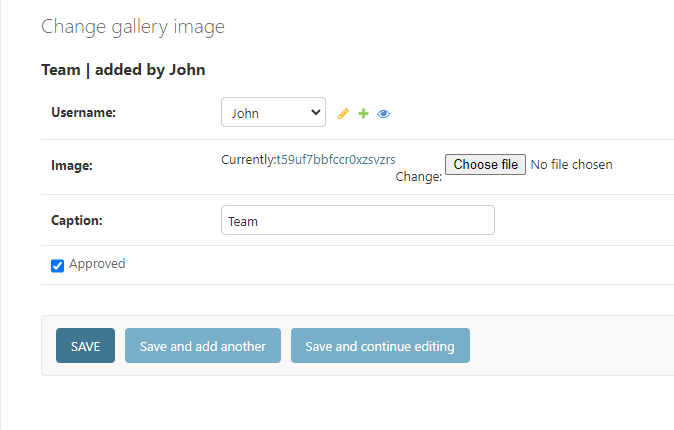 Change gallery image
Team | added by John
Username: John
Image: Currently:t59uf7bbfccr0xzsvzrs Change: Choose file No file chosen
Caption: Team
Approved
SAVE Save and add another Save and continue editing